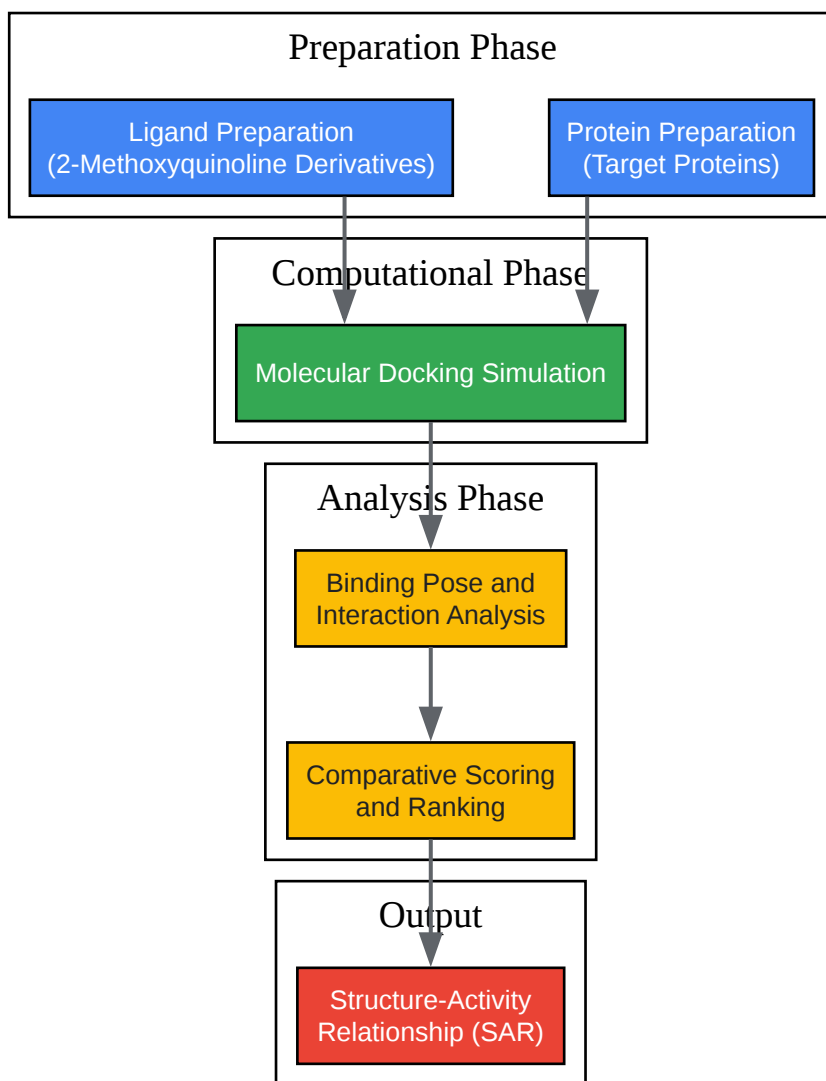 Preparation Phase
Ligand Preparation
(2-Methoxyquinoline Derivatives)
Protein Preparation
(Target Proteins)
Computational Phase
Molecular Docking Simulation
Analysis Phase
Binding Pose and
Interaction Analysis
Comparative Scoring
and Ranking
Output
Structure-Activity
Relationship (SAR)